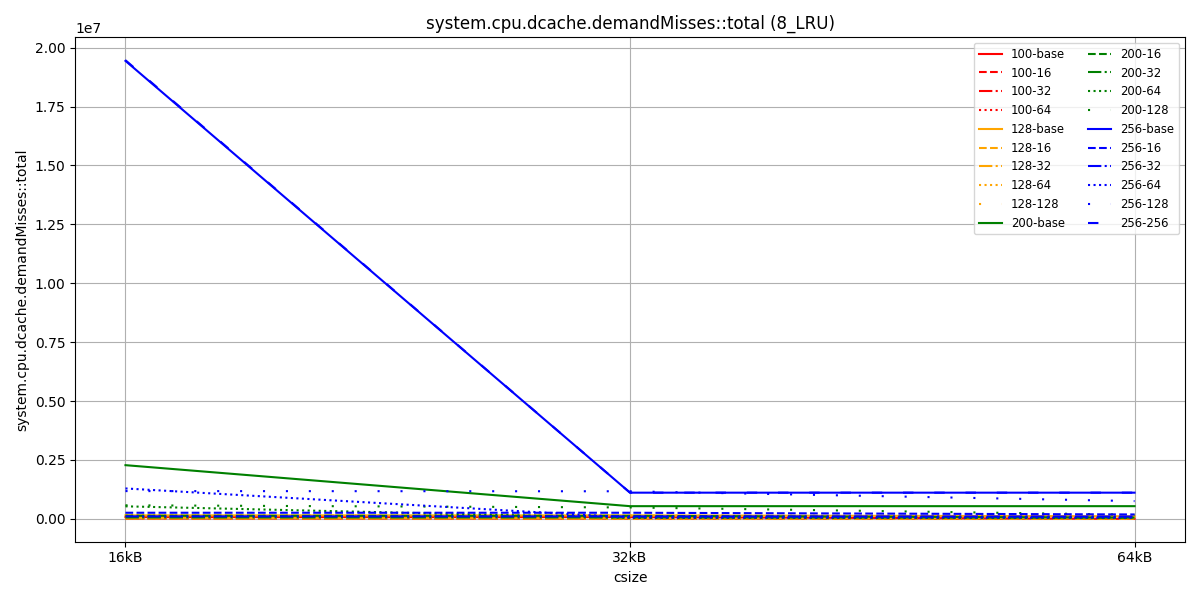 system.cpu.dcache.demandMisses::total (8_LRU)
1e7
system.cpu.dcache.demandMisses::total
2.00
1.75
1.50
1.25
1.00
0.75
0.50
0.25
0.00
16kB
32kB
64kB
csize
100-base
100-16
100-32
100-64
128-base
128-16
128-32
128-64
128-128
200-base
200-16
200-32
200-64
200-128
256-base
256-16
256-32
256-64
256-128
256-256